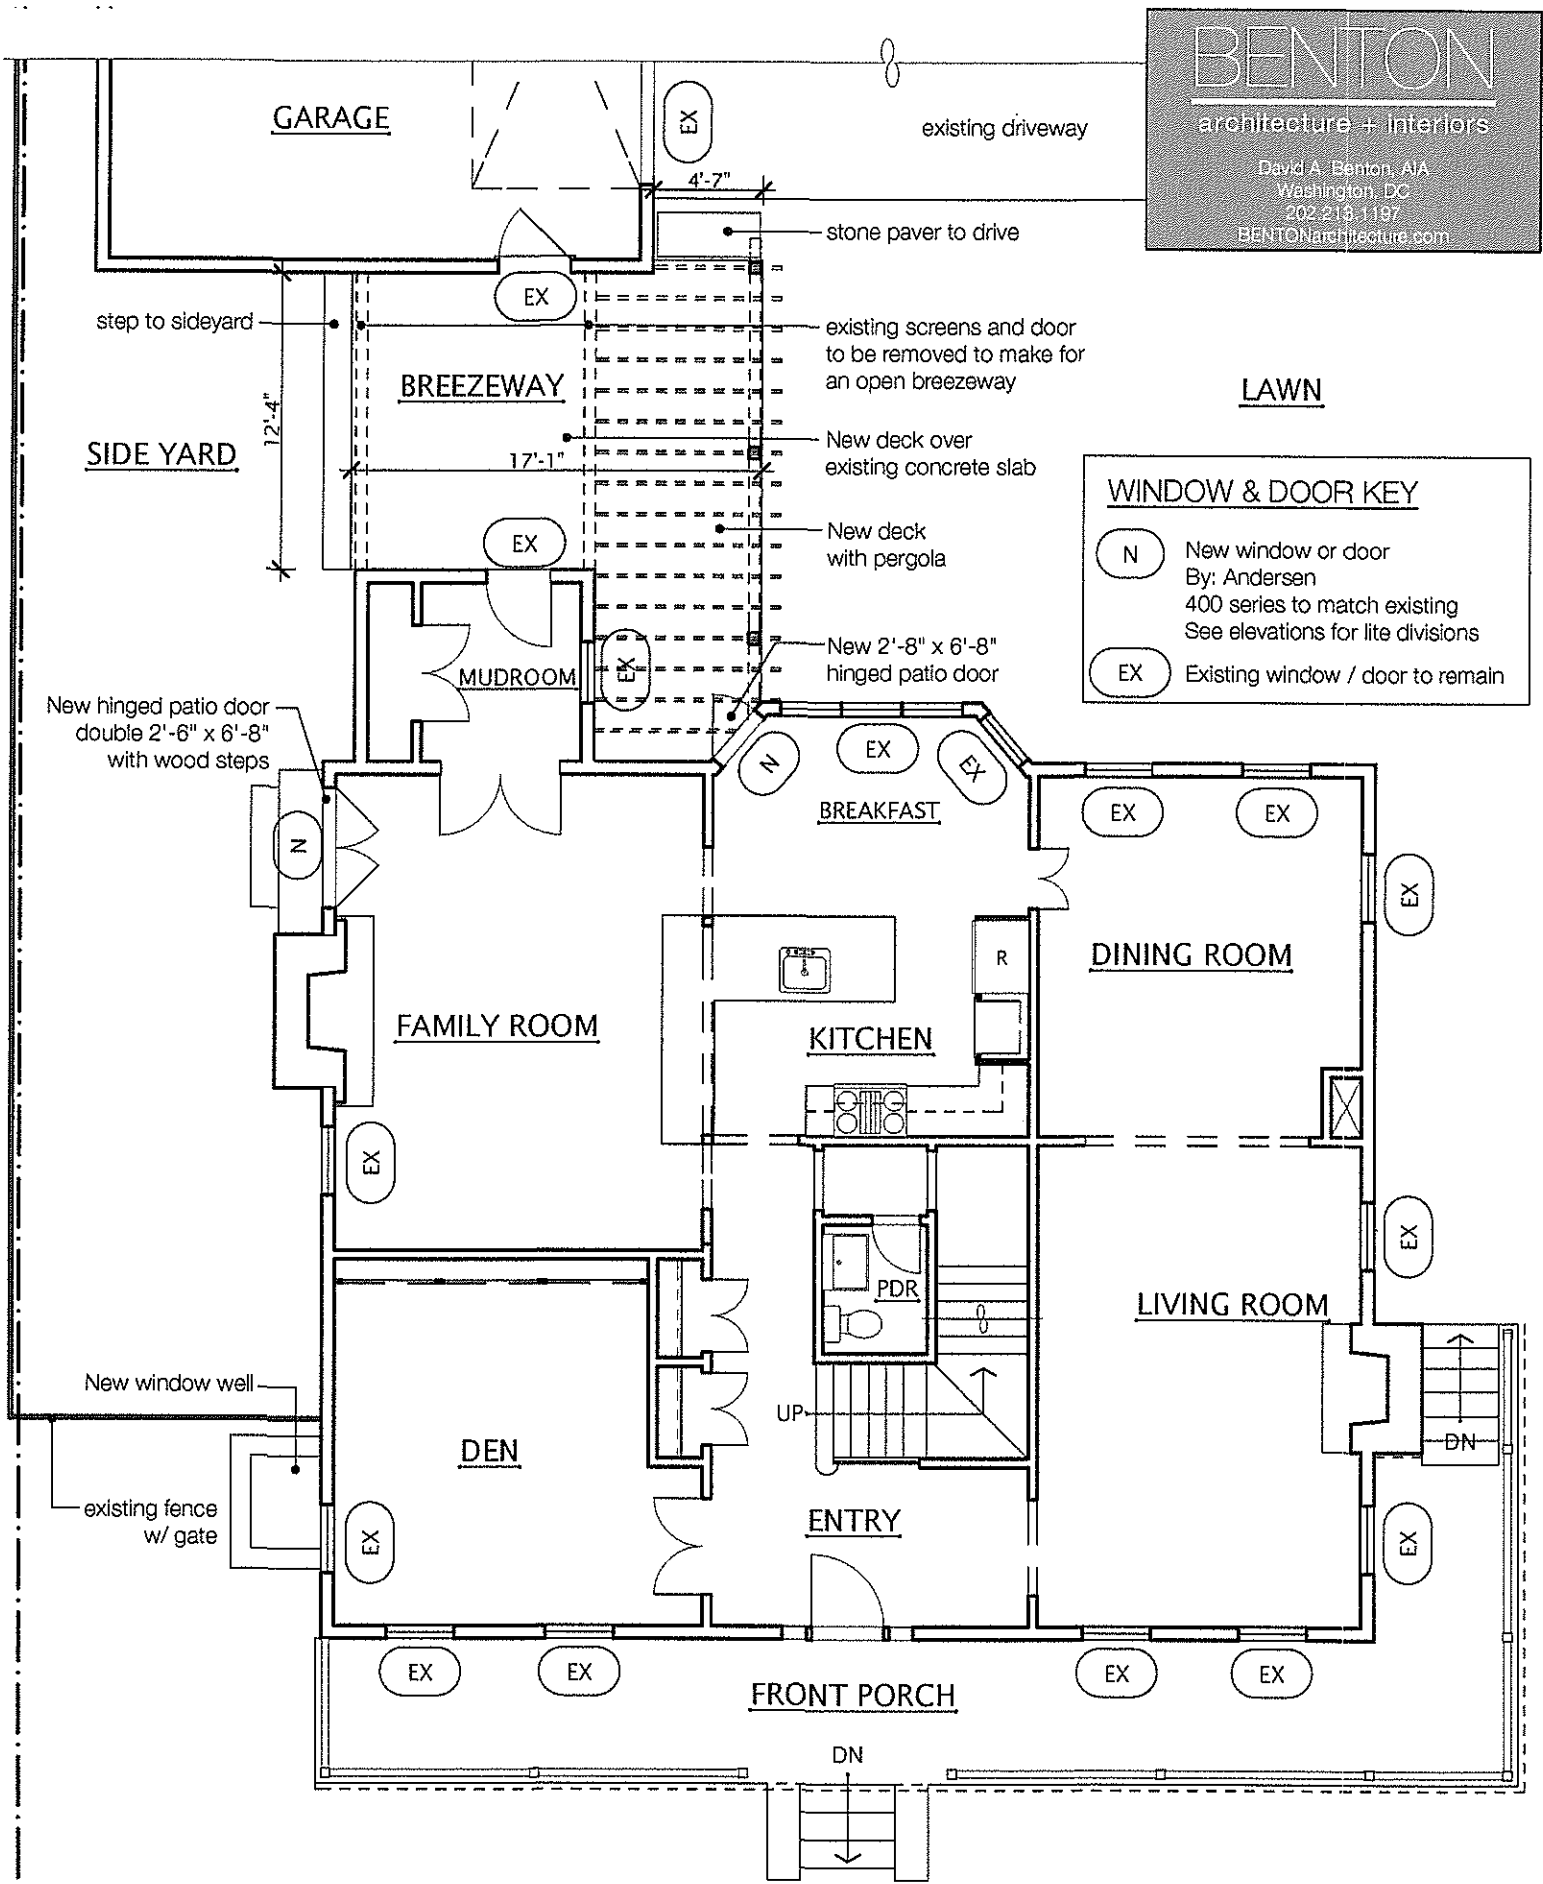 BENTON
architecture + interiors
David A. Benton, AIA
Washington, DC
202.213.1197
BENTONarchitecture.com
GARAGE
EX
existing driveway
4'-7"
stone paver to drive
EX
step to sideyard
existing screens and door
to be removed to make for
an open breezeway
BREEZEWAY
LAWN
12'-4"
SIDE YARD
17'-1"
New deck over
existing concrete slab
WINDOW & DOOR KEY
N
New window or door
By: Andersen
400 series to match existing
See elevations for lite divisions
EX
Existing window / door to remain
EX
New deck
with pergola
New 2'-8" x 6'-8"
hinged patio door
MUDROOM
EX
New hinged patio door
double 2'-6" x 6'-8"
with wood steps
N
EX
EX
N
BREAKFAST
EX
EX
EX
DINING ROOM
R
FAMILY ROOM
KITCHEN
EX
EX
PDR
LIVING ROOM
New window well
UP
DN
DEN
existing fence
w/ gate
EX
ENTRY
EX
EX
EX
EX
EX
FRONT PORCH
DN